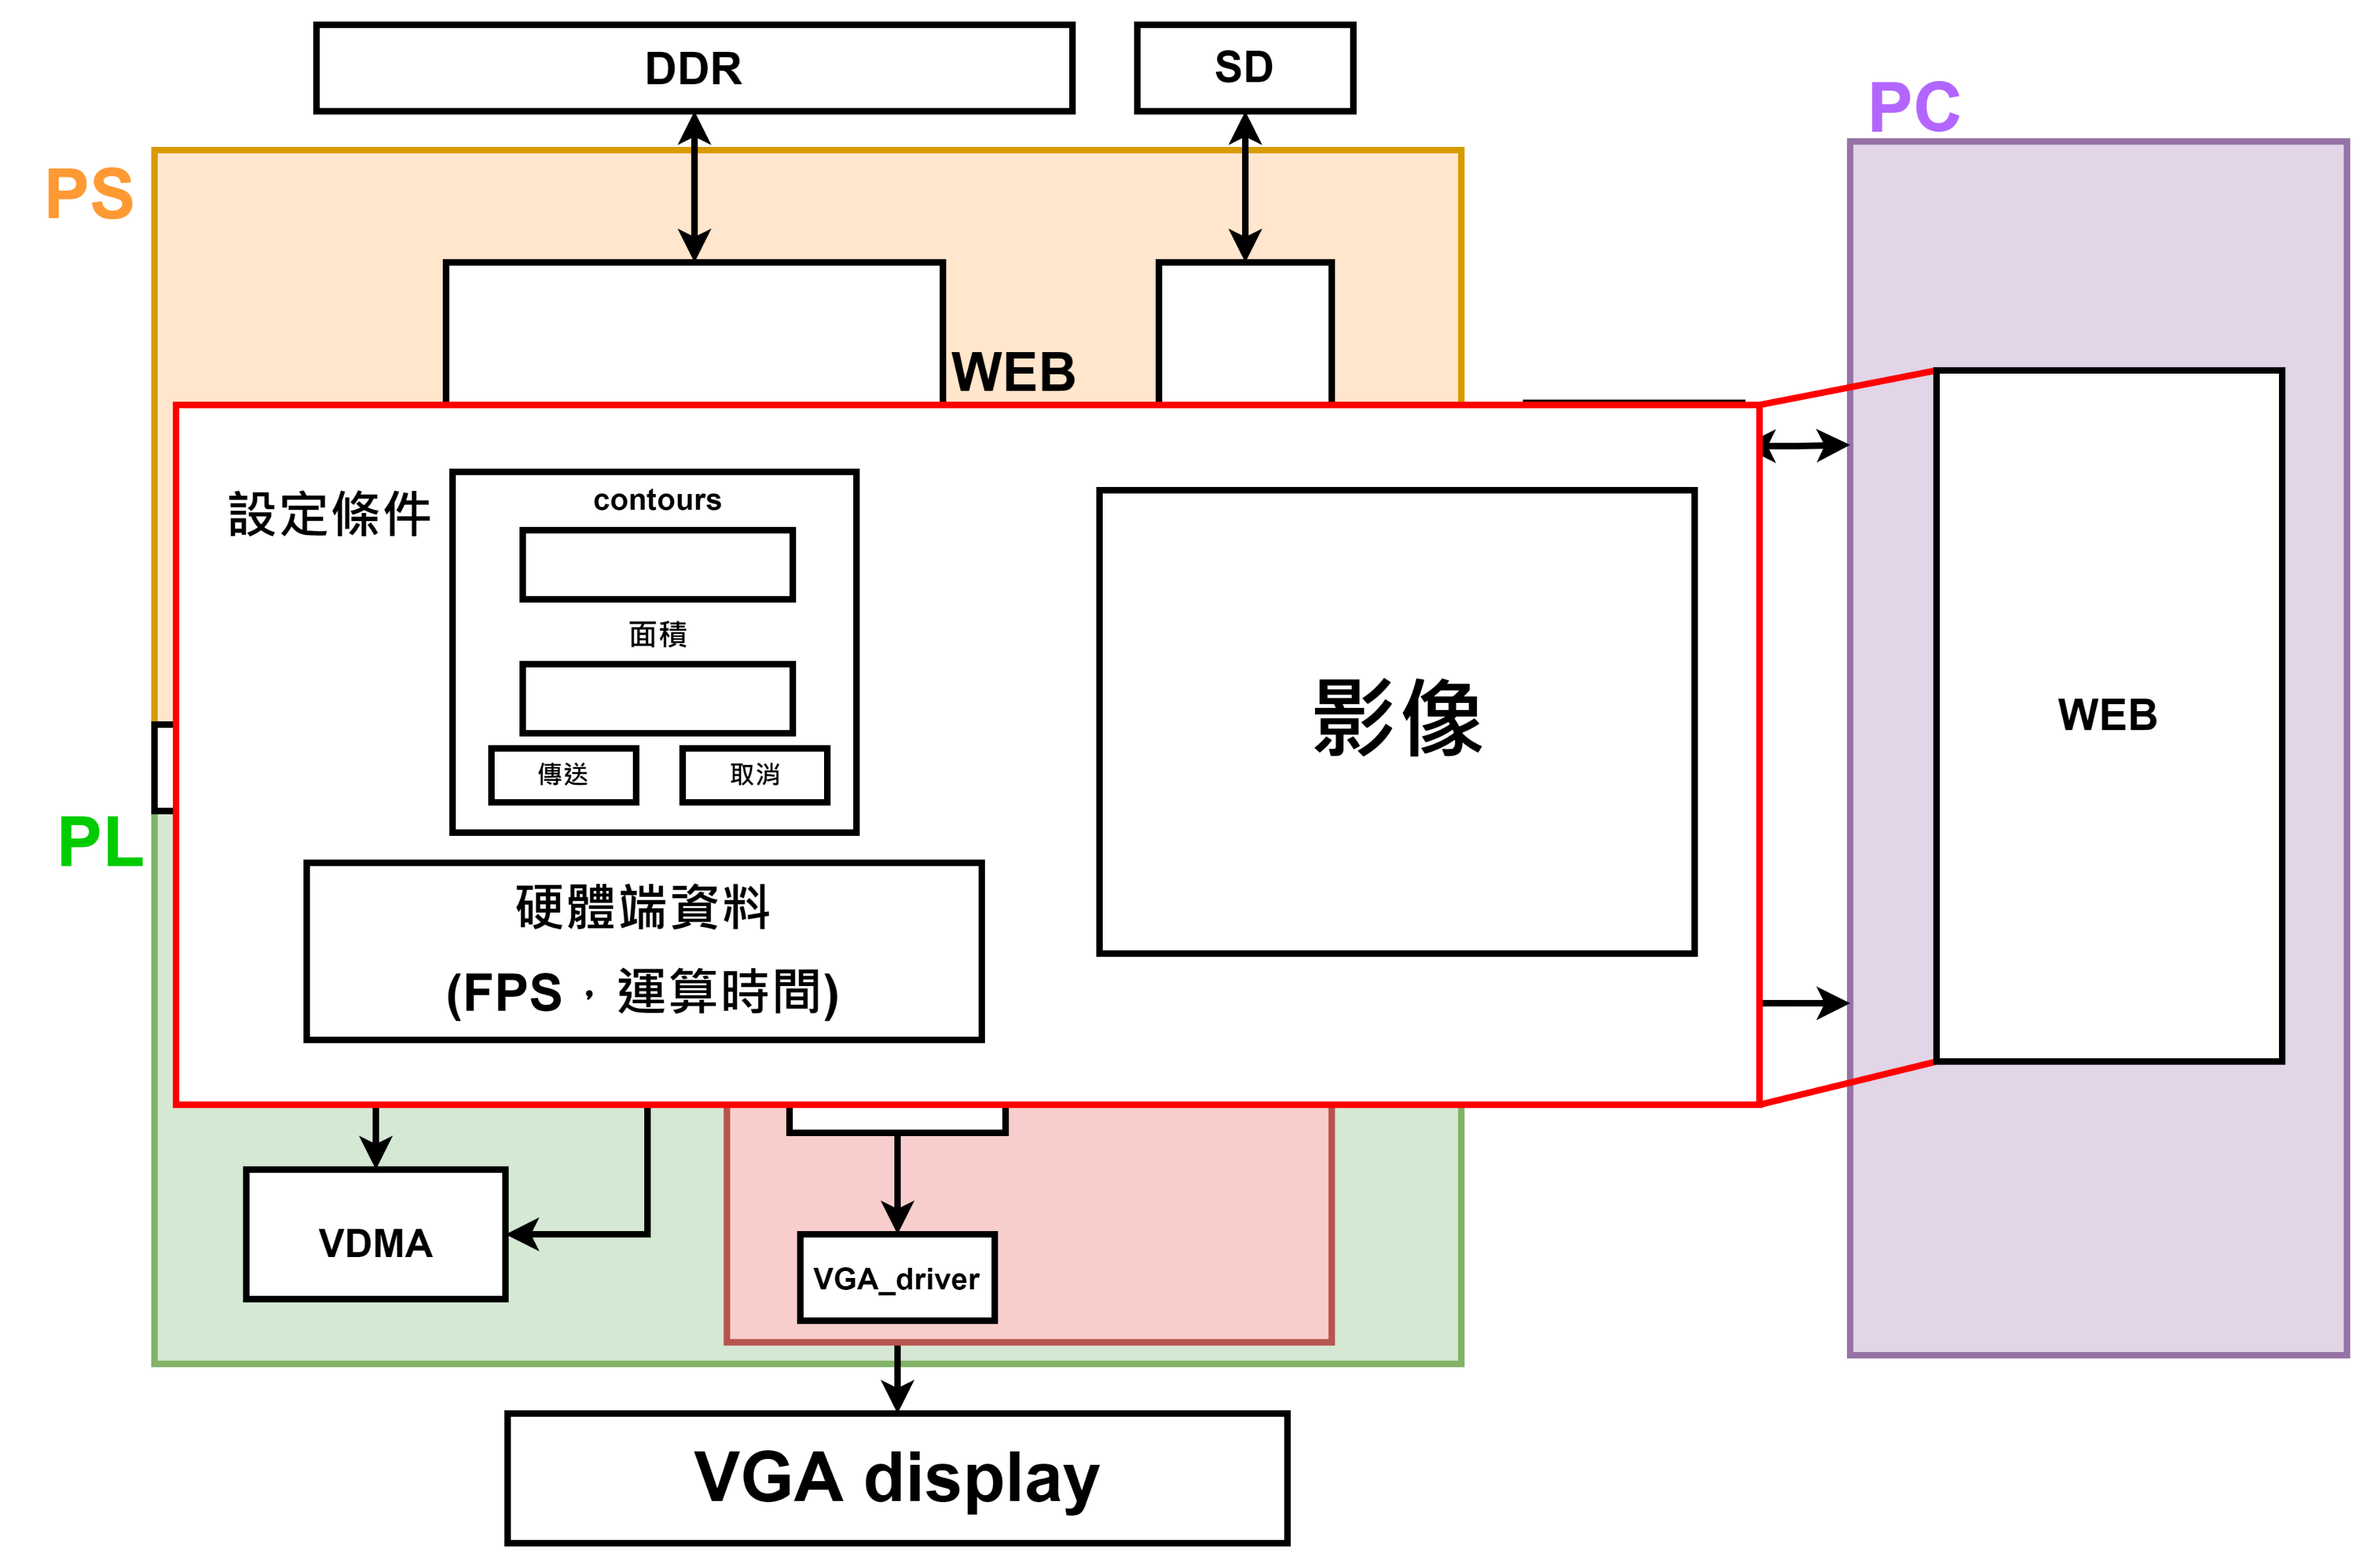 DDR
SD
PC
PS
WEB
設定條件
contours
面積
傳送
取消
影像
WEB
PL
硬體端資料
(FPS，運算時間)
VDMA
VGA_driver
VGA display